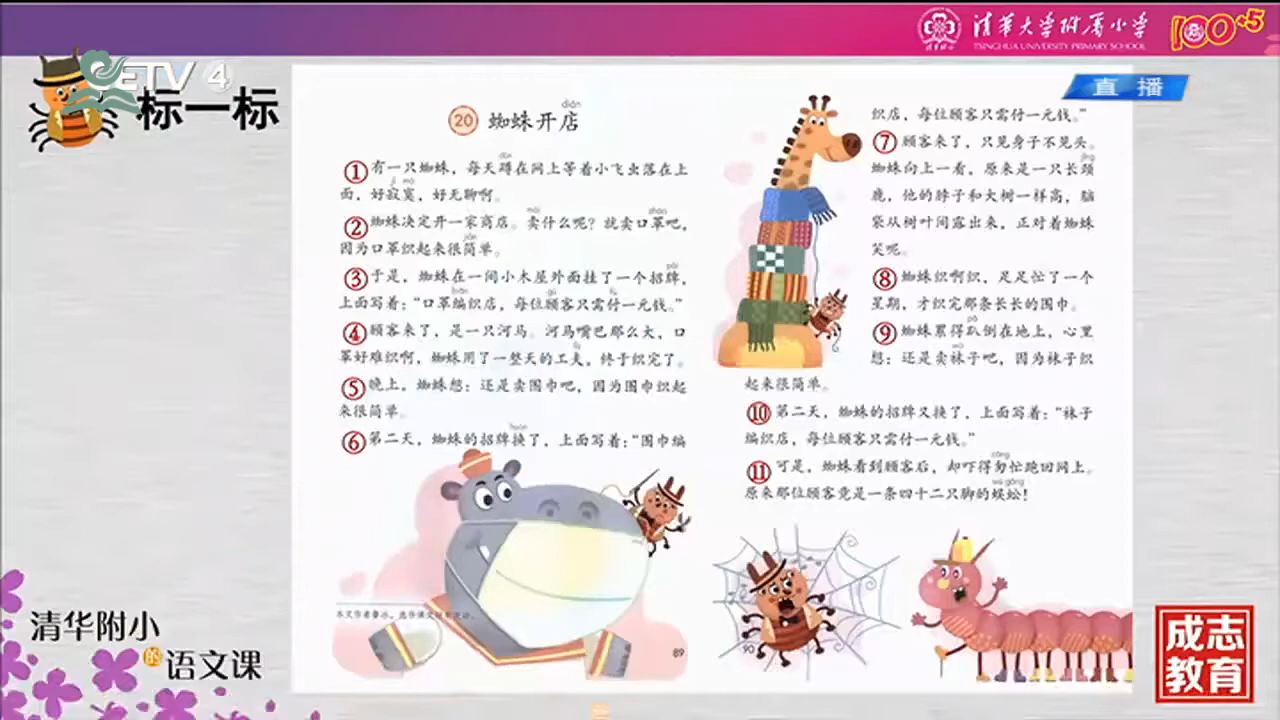 清华大学附属小学
TSINGHUA UNIVERSITY PRIMARY SCHOOL
CETV 4
直播
标一标
20 蜘蛛开店
diàn
①有一只蜘蛛，每天蹲在网上等着小飞虫落在上
面，好寂寞，好无聊啊。
②蜘蛛决定开一家商店。卖什么呢？就卖口罩吧，
因为口罩织起来很简单。
③于是，蜘蛛在一间小木屋外面挂了一个招牌，
上面写着：“口罩编织店，每位顾客只需付一元钱。”
④顾客来了，是一只河马。河马嘴巴那么大，口
罩好难织啊，蜘蛛用了一整天的工夫，终于织完了。
⑤晚上，蜘蛛想：还是卖围巾吧，因为围巾织起
来很简单。
⑥第二天，蜘蛛的招牌换了，上面写着：“围巾编
89
织店，每位顾客只需付一元钱。”
⑦顾客来了，只见身子不见头。
蜘蛛向上一看，原来是一只长颈
鹿，他的脖子和大树一样高，脑
袋从树叶间露出来，正对着蜘蛛
笑呢。
⑧蜘蛛织啊织，足足忙了一个
星期，才织完那条长长的围巾。
⑨蜘蛛累得趴倒在地上，心里
想：还是卖袜子吧，因为袜子织
起来很简单。
⑩第二天，蜘蛛的招牌又换了，上面写着：“袜子
编织店，每位顾客只需付一元钱。”
⑪可是，蜘蛛看到顾客后，却吓得匆忙跑回网上。
原来那位顾客竟是一条四十二只脚的蜈蚣！
90
清华附小
的语文课
成志
教育